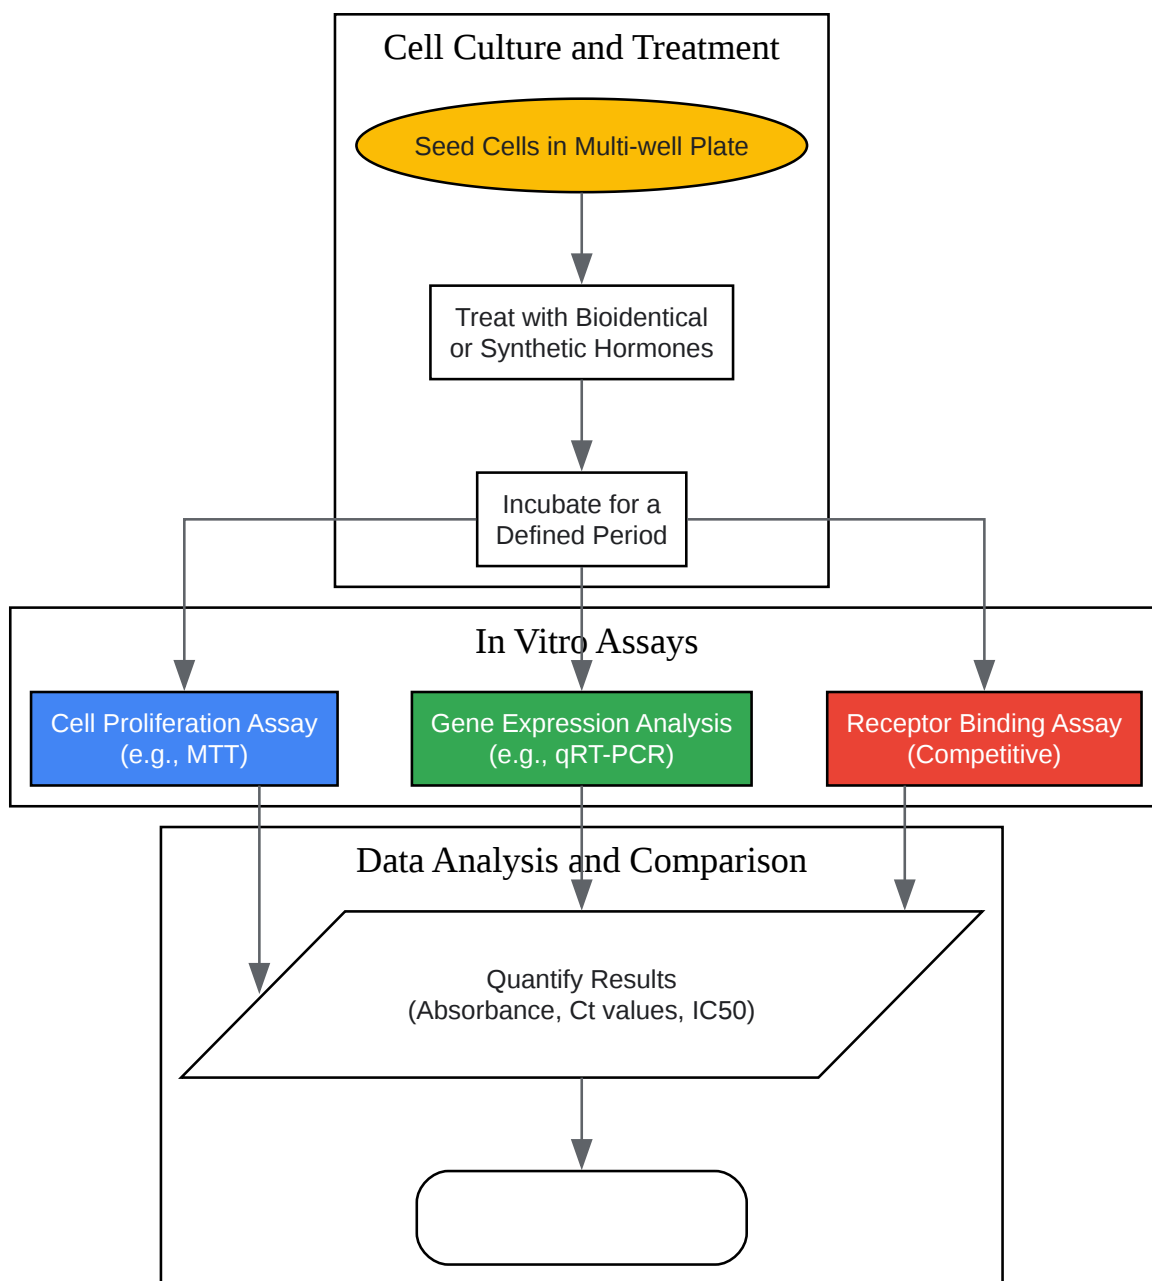 Cell Culture and Treatment
Seed Cells in Multi-well Plate
Treat with Bioidentical
or Synthetic Hormones
Incubate for a
Defined Period
In Vitro Assays
Cell Proliferation Assay
(e.g., MTT)
Gene Expression Analysis
(e.g., qRT-PCR)
Receptor Binding Assay
(Competitive)
Data Analysis and Comparison
Quantify Results
(Absorbance, Ct values, IC50)